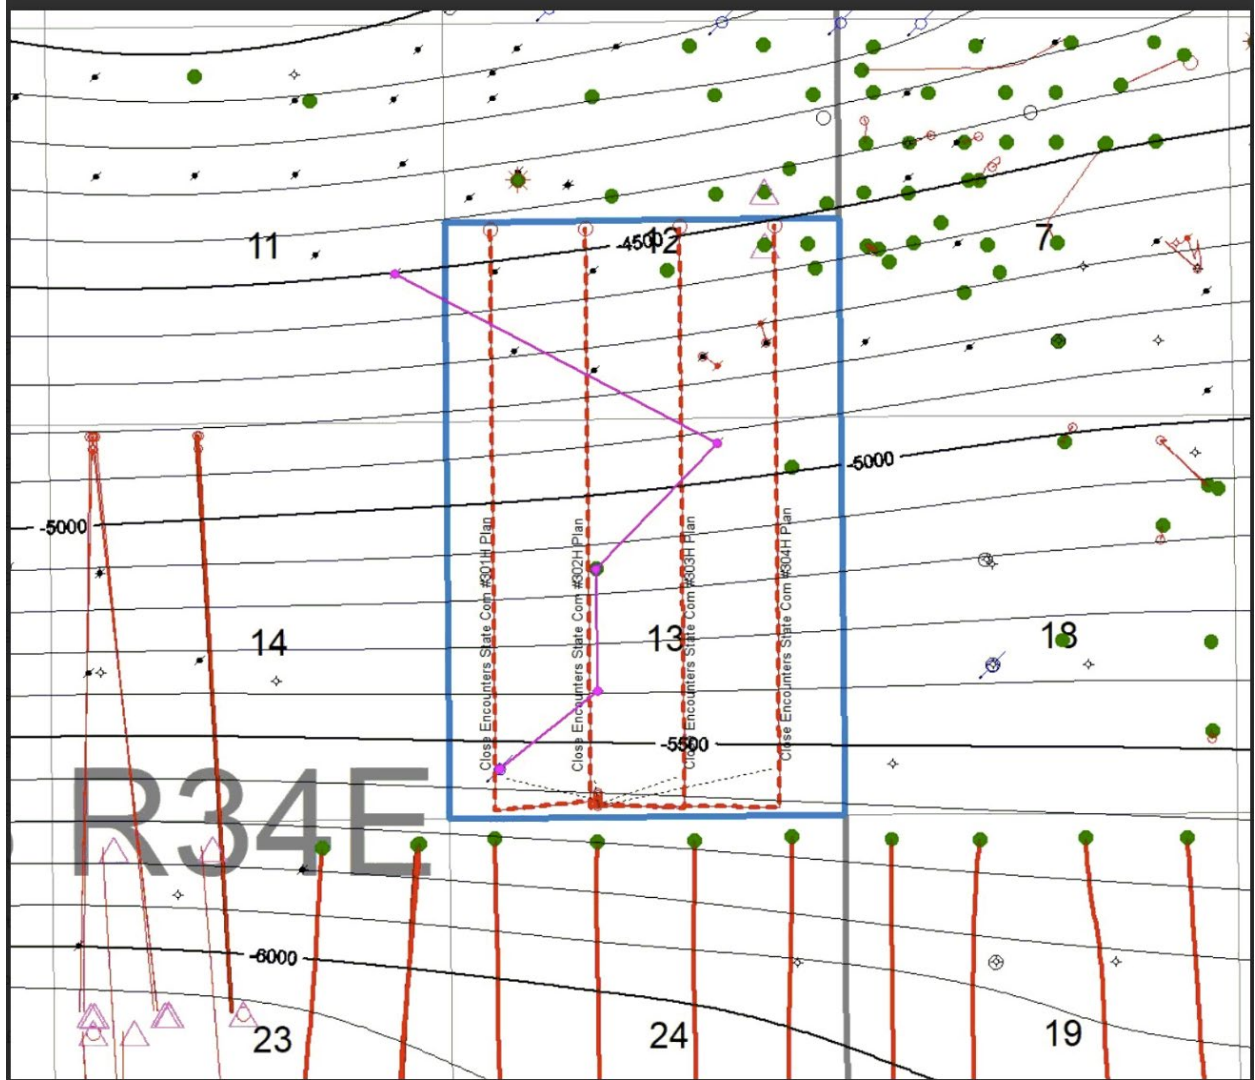 11
-4500
12
7
-5000
-5000
Close Encounters State Com #301H Plan
Close Encounters State Com #302H Plan
Close Encounters State Com #303H Plan
Close Encounters State Com #304H Plan
14
13
18
-5500
R34E
-6000
23
24
19